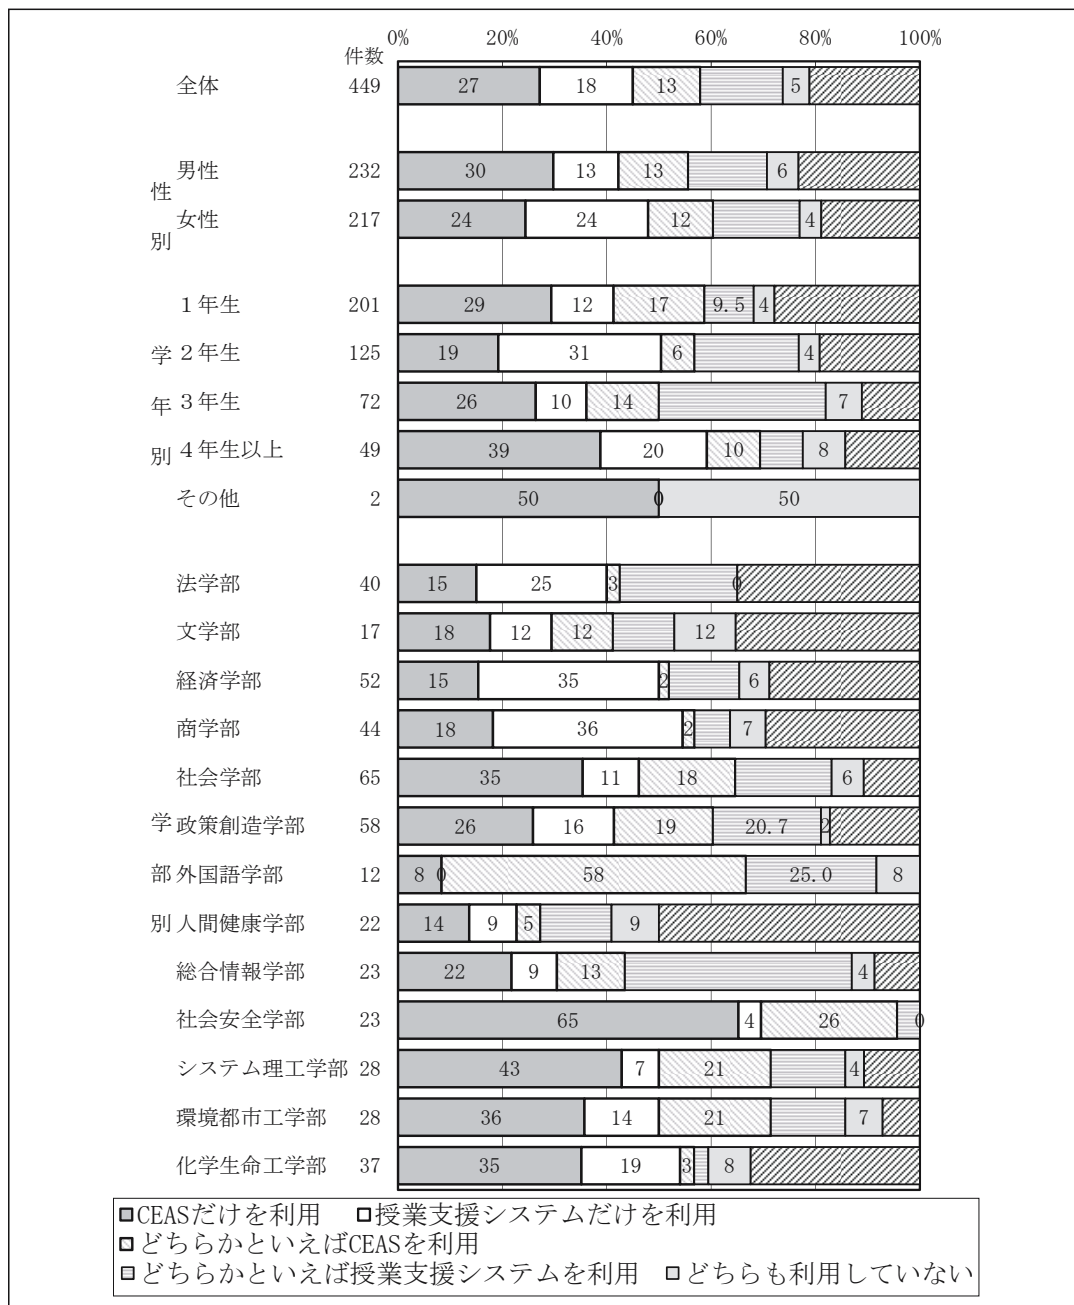 0% 20% 40% 60% 80% 100%
件数
全体 449 27 18 13 5
性別
男性 232 30 13 13 6
女性 217 24 24 12 4
学年別
1年生 201 29 12 17 9.5 4
2年生 125 19 31 6 4
3年生 72 26 10 14 7
4年生以上 49 39 20 10 8
その他 2 50 0 50
学部別
法学部 40 15 25 3 0
文学部 17 18 12 12 12
経済学部 52 15 35 2 6
商学部 44 18 36 2 7
社会学部 65 35 11 18 6
政策創造学部 58 26 16 19 20.7 2
外国語学部 12 8 0 58 25.0 8
人間健康学部 22 14 9 5 9
総合情報学部 23 22 9 13 4
社会安全学部 23 65 4 26 0
システム理工学部 28 43 7 21 4
環境都市工学部 28 36 14 21 7
化学生命工学部 37 35 19 3 8
CEASだけを利用 授業支援システムだけを利用
どちらかといえばCEASを利用
どちらかといえば授業支援システムを利用 どちらも利用していない